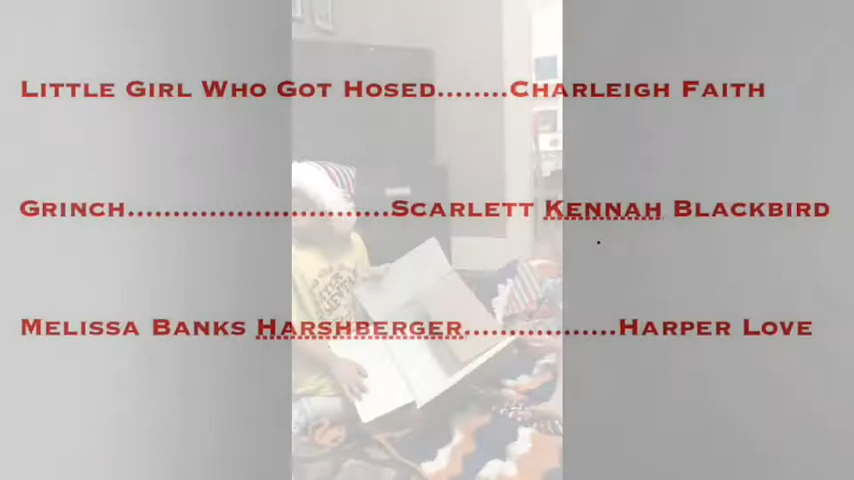 Little Girl Who Got Hosed........Charleigh Faith
Grinch.............................Scarlett Kennah Blackbird
Melissa Banks Harshberger.................Harper Love